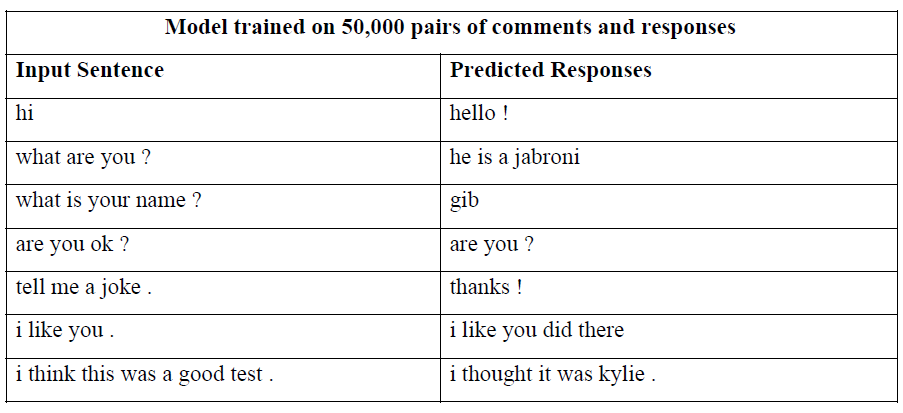 Model trained on 50,000 pairs of comments and responses
Input Sentence Predicted Responses
hi hello !
what are you ? he is a jabroni
what is your name ? gib
are you ok ? are you ?
tell me a joke . thanks !
i like you . i like you did there
i think this was a good test . i thought it was kylie .